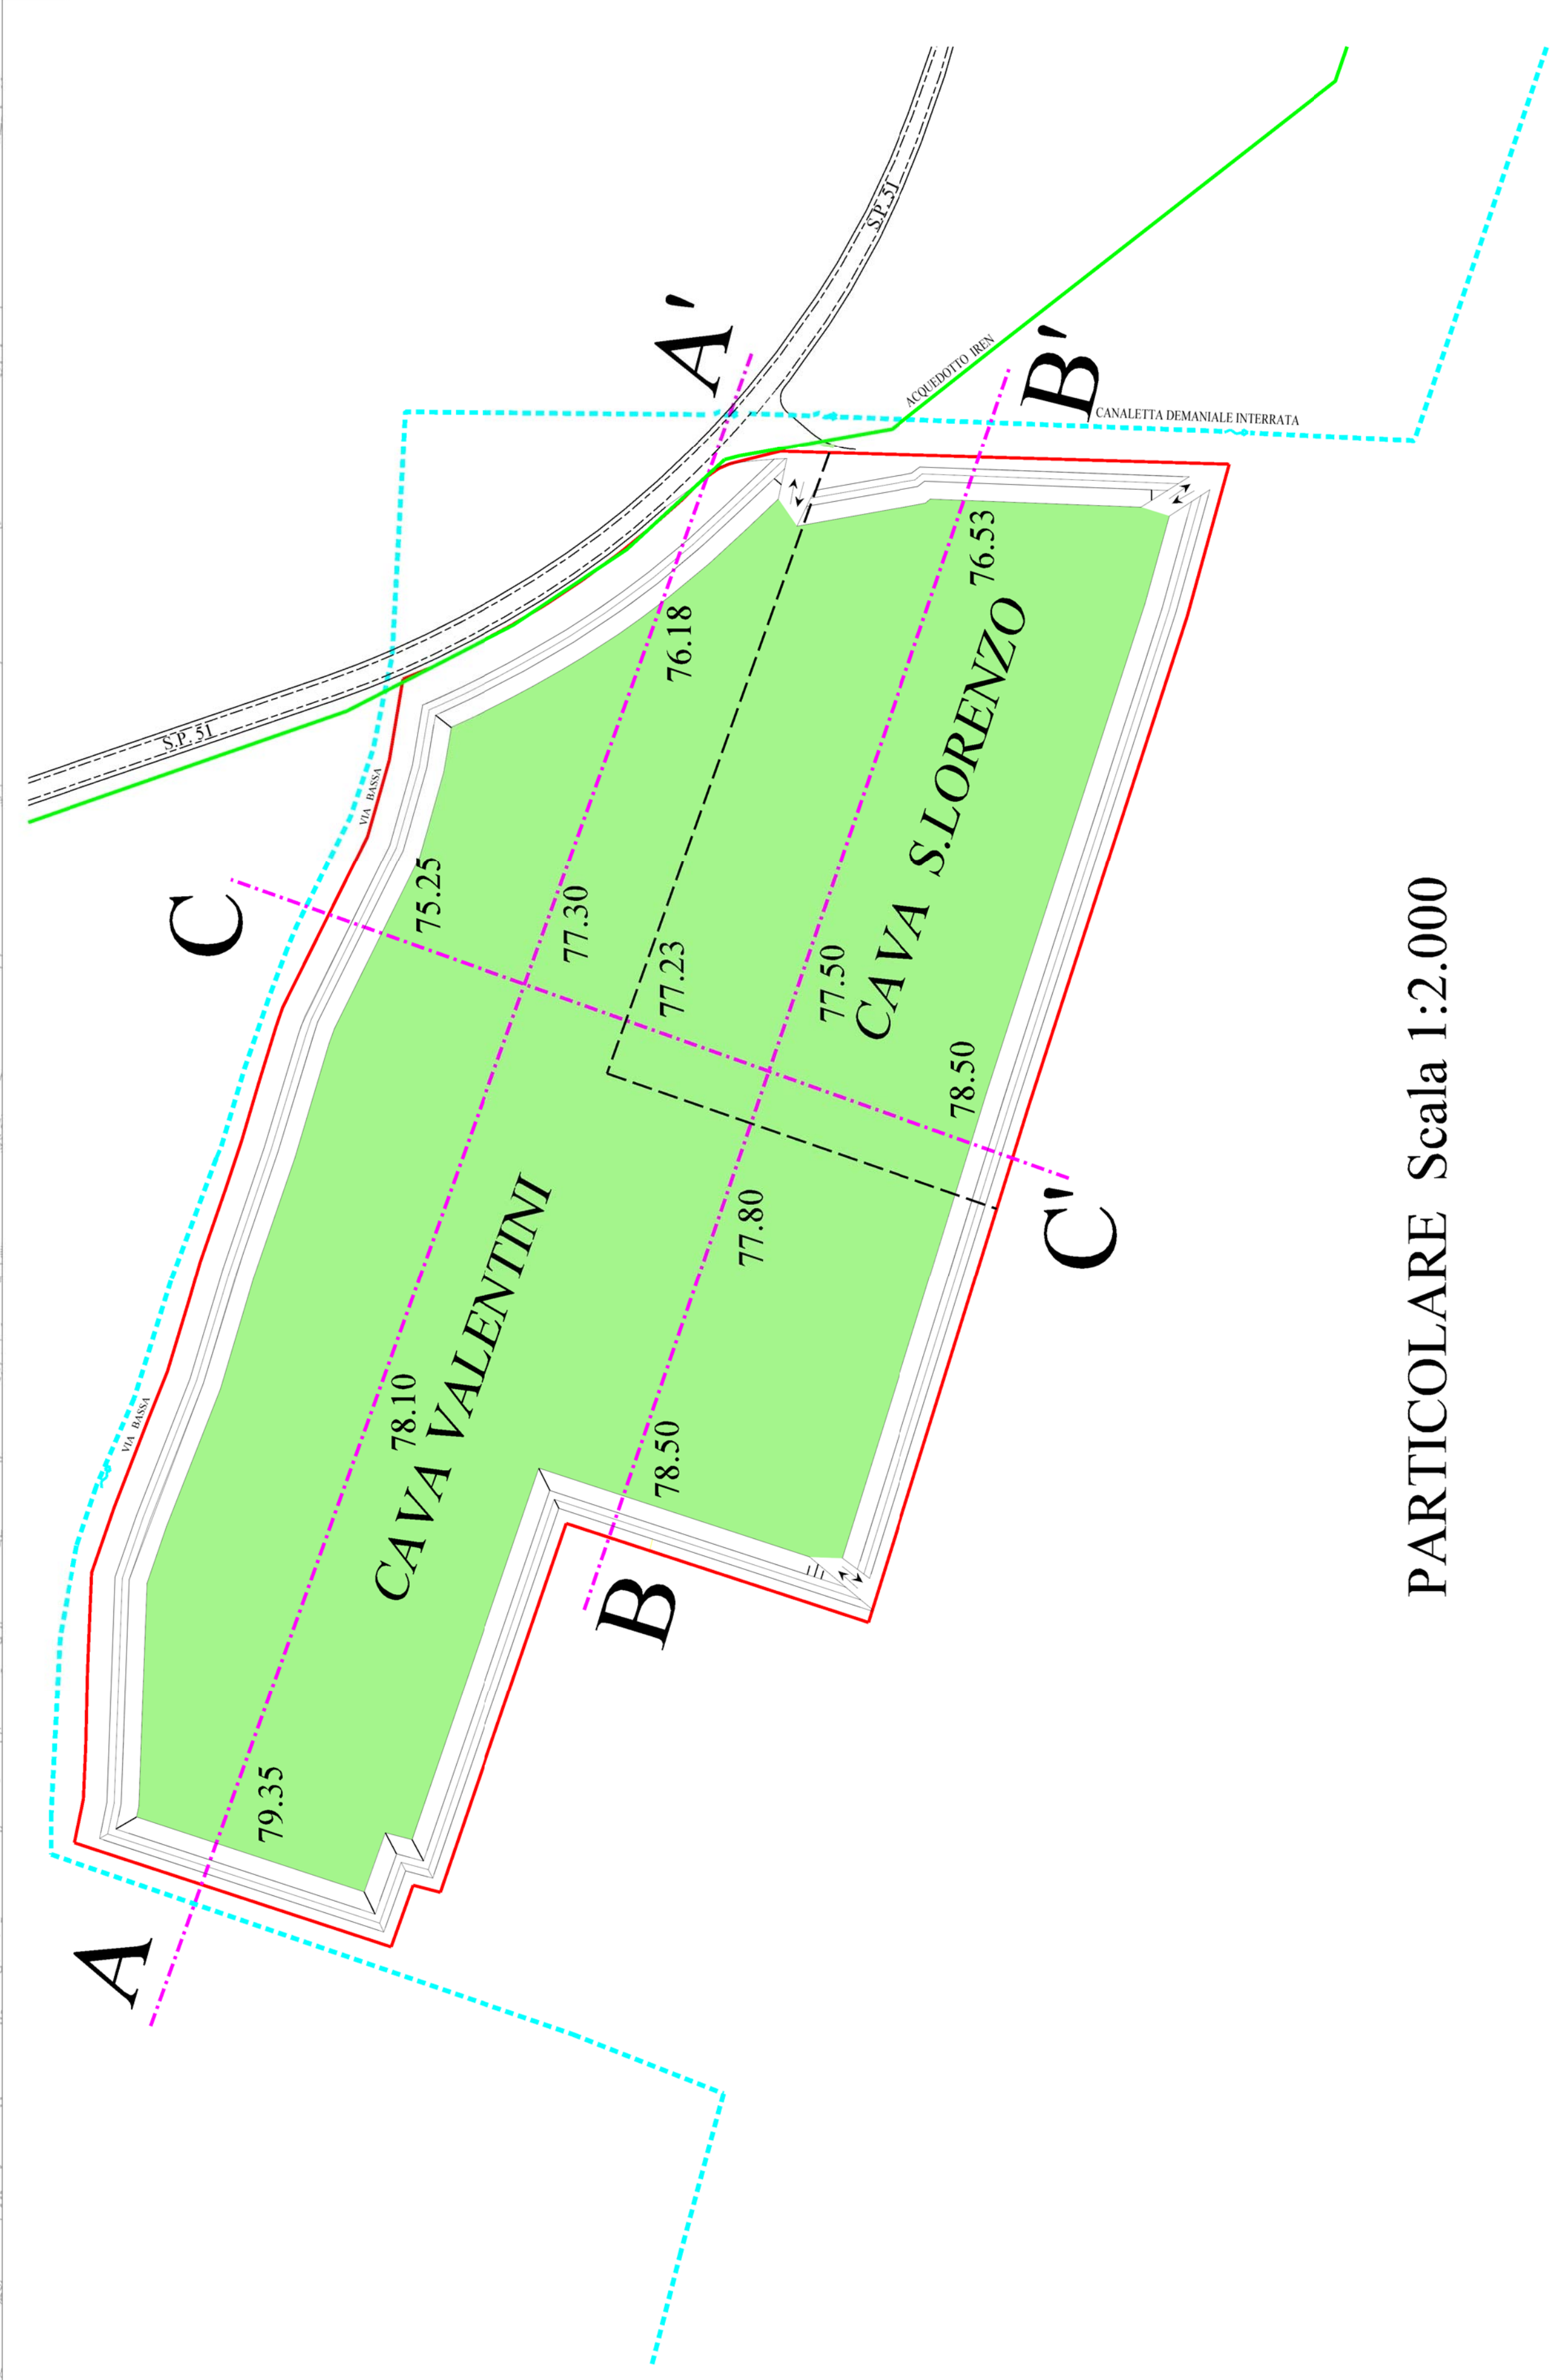 S.P. 51
S.P. 51
A'
B'
ACQUEDOTTO IREN
CANALETTA DEMANIALE INTERRATA
VIA BASSA
C
75.25
76.18
76.53
77.30
77.23
77.50
CAVA S.LORENZO
78.50
77.80
C'
VIA BASSA
78.10
CAVA VALENTINI
78.50
B
79.35
A
PARTICOLARE Scala 1:2.000